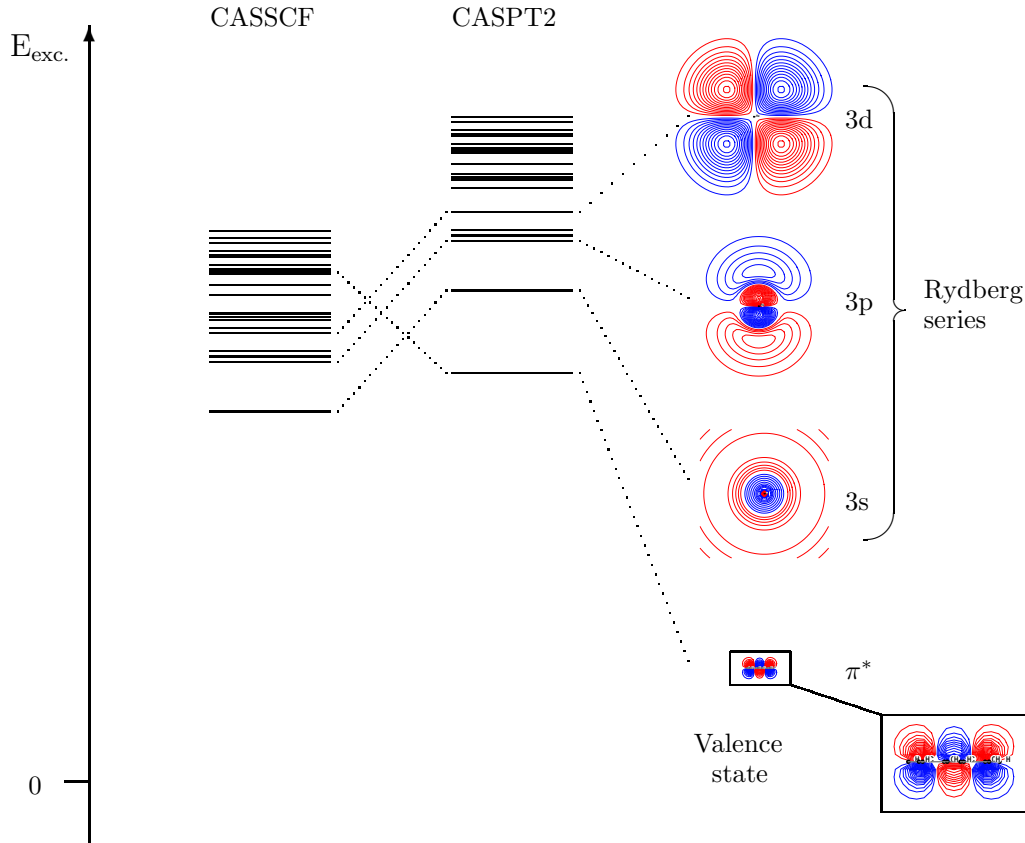 CASSCF
CASPT2
E_exc.
3d
3p
Rydberg
series
3s
π*
Valence
state
0